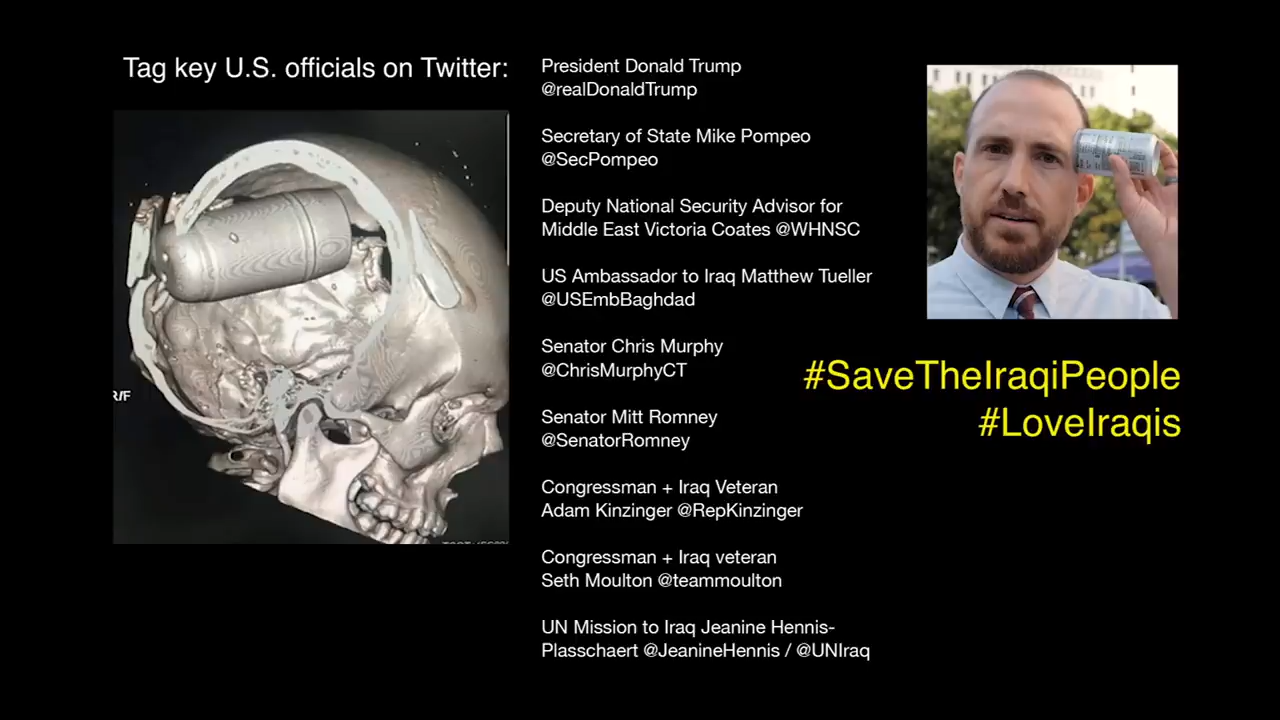 Tag key U.S. officials on Twitter:
R/F
President Donald Trump
@realDonaldTrump
Secretary of State Mike Pompeo
@SecPompeo
Deputy National Security Advisor for
Middle East Victoria Coates @WHNSC
US Ambassador to Iraq Matthew Tueller
@USEmbBaghdad
Senator Chris Murphy
@ChrisMurphyCT
Senator Mitt Romney
@SenatorRomney
Congressman + Iraq Veteran
Adam Kinzinger @RepKinzinger
Congressman + Iraq veteran
Seth Moulton @teammoulton
UN Mission to Iraq Jeanine Hennis-
Plasschaert @JeanineHennis / @UNIraq
#SaveTheIraqiPeople
#LoveIraqis